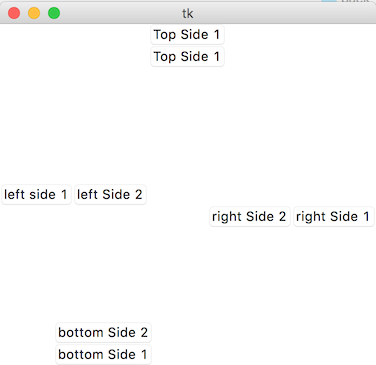 tk
Top Side 1
Top Side 1
left side 1 left Side 2
right Side 2 right Side 1
bottom Side 2
bottom Side 1